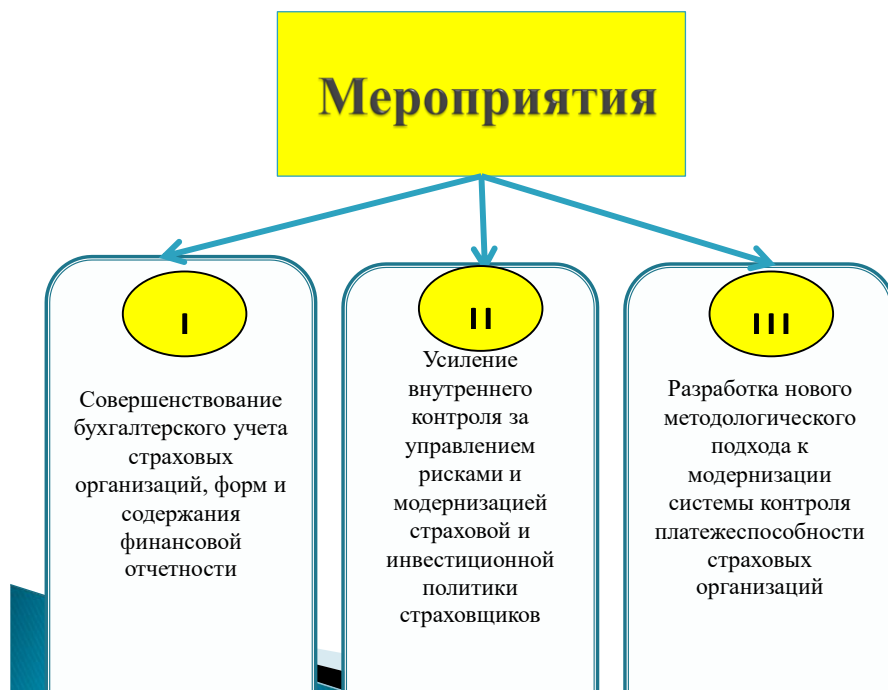 Мероприятия
I
Совершенствование
бухгалтерского учета
страховых
организаций, форм и
содержания
финансовой
отчетности
II
Усиление
внутреннего
контроля за
управлением
рисками и
модернизацией
страховой и
инвестиционной
политики
страховщиков
III
Разработка нового
методологического
подхода к
модернизации
системы контроля
платежеспособности
страховых
организаций